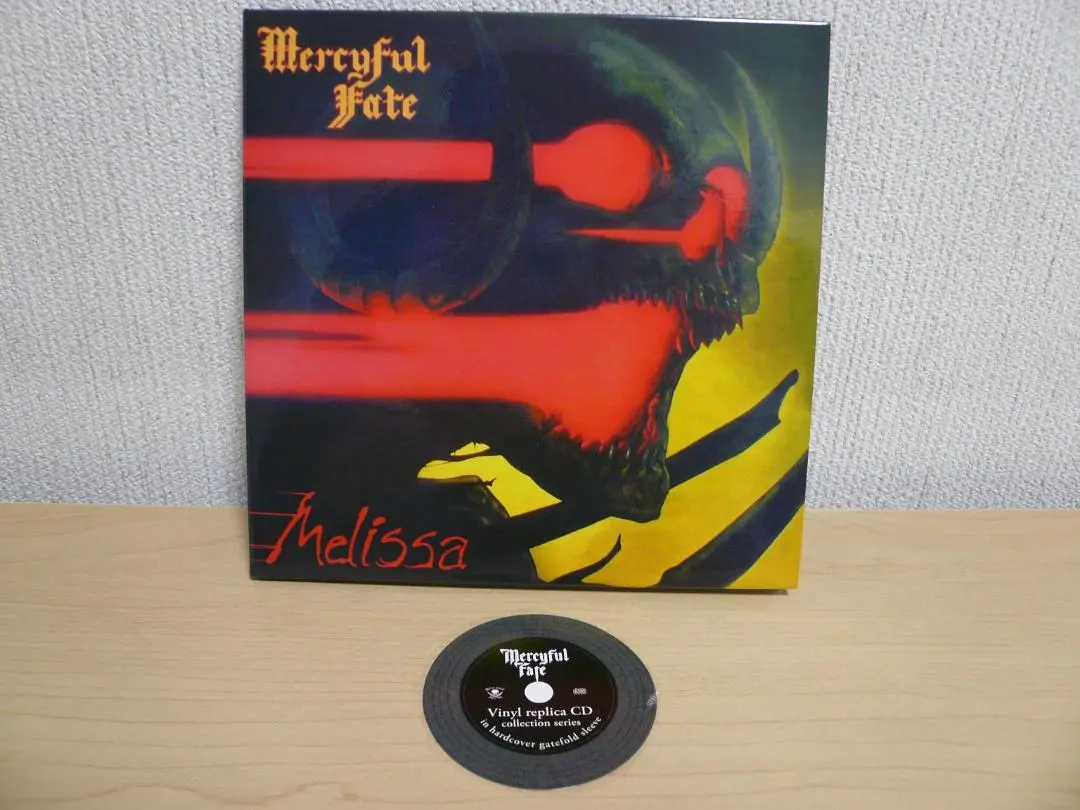 Mercyful
Fate
Melissa
Mercyful
Fate
Vinyl replica CD
collection series
in hardcover gatefold sleeve